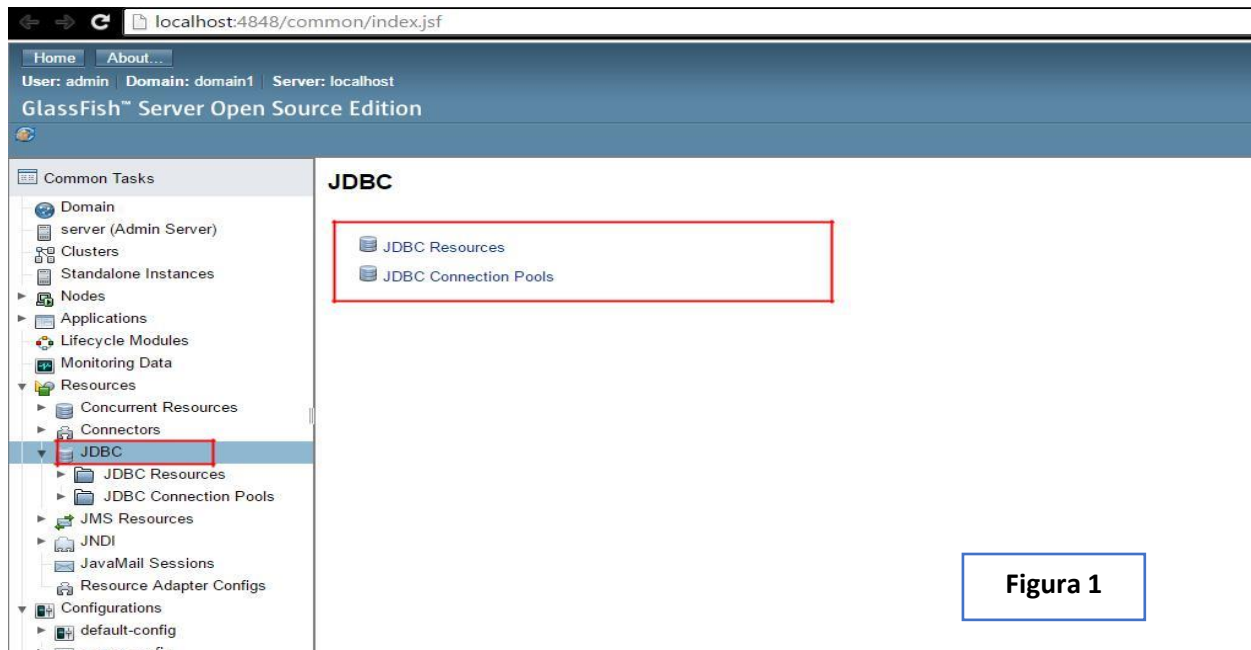 localhost:4848/common/index.jsf
Home About...
User: admin Domain: domain1 Server: localhost
GlassFish™ Server Open Source Edition
Common Tasks
Domain
server (Admin Server)
Clusters
Standalone Instances
Nodes
Applications
Lifecycle Modules
Monitoring Data
Resources
Concurrent Resources
Connectors
JDBC
JDBC Resources
JDBC Connection Pools
JMS Resources
JNDI
JavaMail Sessions
Resource Adapter Configs
Configurations
default-config
JDBC
JDBC Resources
JDBC Connection Pools
Figura 1